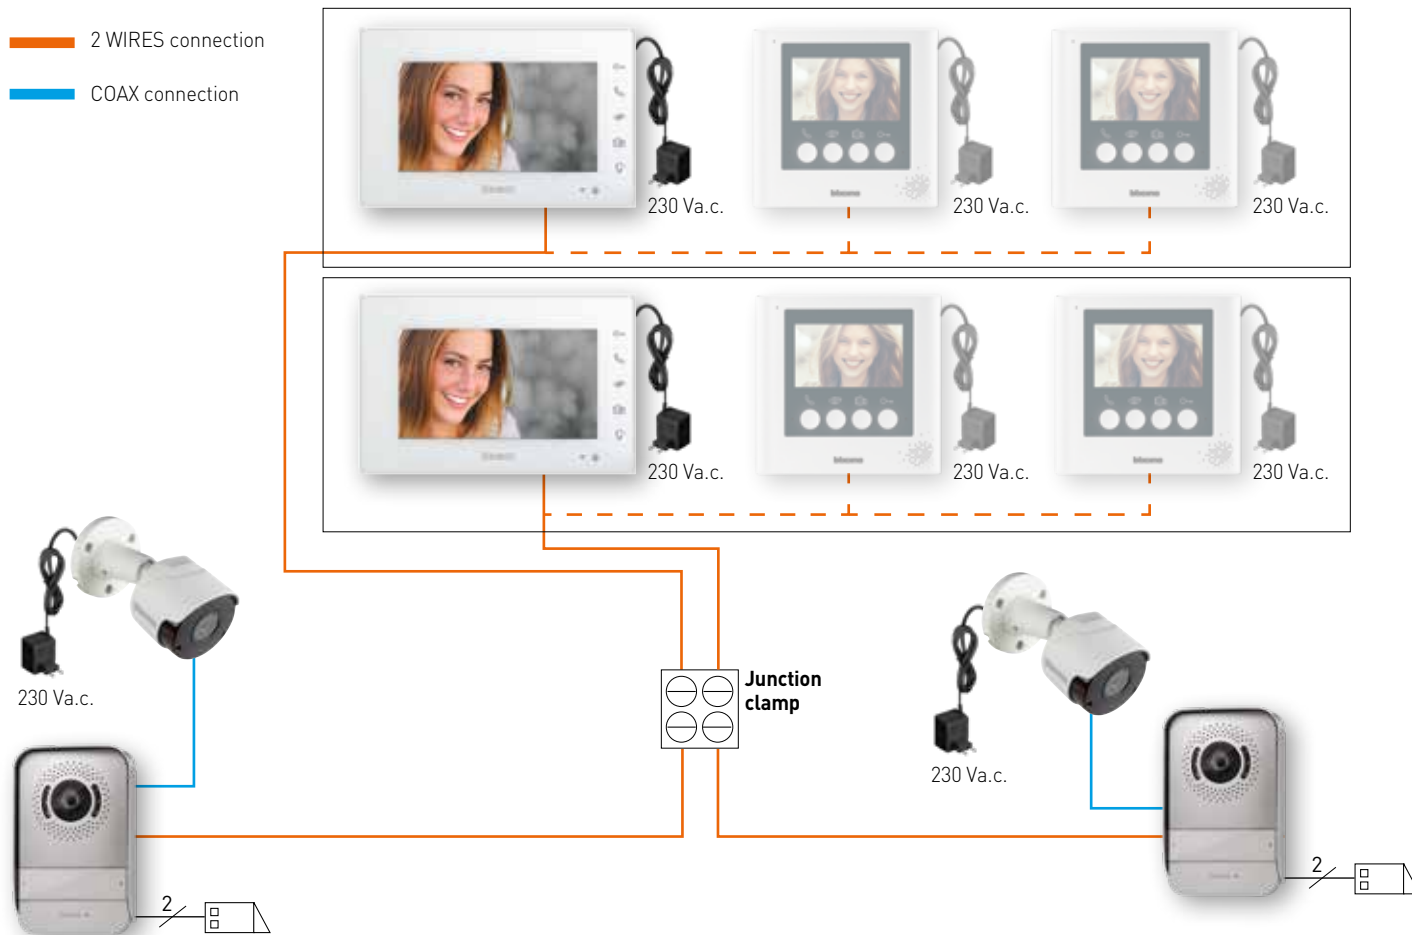 2 WIRES connection
COAX connection
230 Va.c.
230 Va.c.
230 Va.c.
230 Va.c.
230 Va.c.
230 Va.c.
230 Va.c.
Junction
clamp
230 Va.c.
2
2